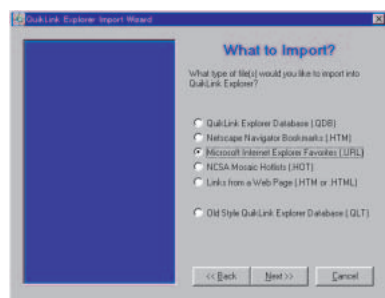 QuikLink Explorer Import Wizard
What to Import?
What type of file(s) would you like to import into
QuikLink Explorer?
QuikLink Explorer Database (.QDB)
Netscape Navigator Bookmarks (.HTM)
Microsoft Internet Explorer Favorites (.URL)
NCSA Mosaic Hotlists (.HOT)
Links from a Web Page (.HTM or .HTML)
Old Style QuikLink Explorer Database (.QLT)
<< Back
Next >>
Cancel